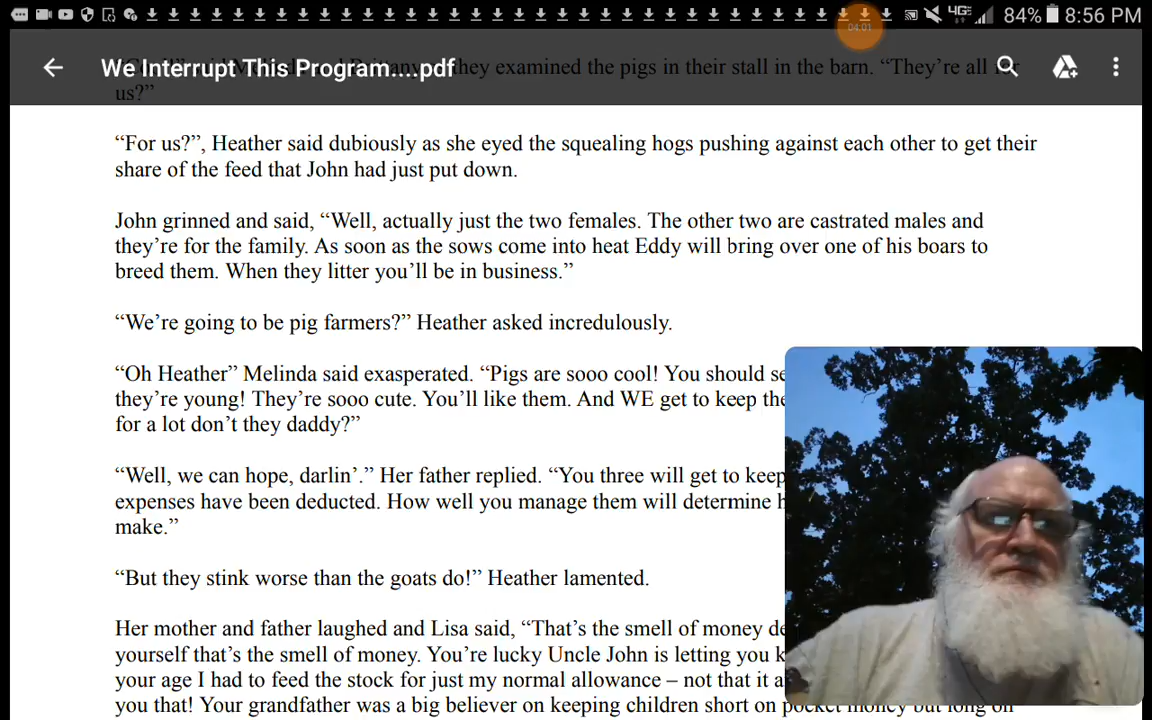 84% 8:56 PM
04:01
We Interrupt This Program....pdf
they examined the pigs in their stall in the barn. “They’re all for
us?”
“For us?”, Heather said dubiously as she eyed the squealing hogs pushing against each other to get their
share of the feed that John had just put down.
John grinned and said, “Well, actually just the two females. The other two are castrated males and
they’re for the family. As soon as the sows come into heat Eddy will bring over one of his boars to
breed them. When they litter you’ll be in business.”
“We’re going to be pig farmers?” Heather asked incredulously.
“Oh Heather” Melinda said exasperated. “Pigs are sooo cool! You should
they’re young! They’re sooo cute. You’ll like them. And WE get to keep
for a lot don’t they daddy?”
“Well, we can hope, darlin’.” Her father replied. “You three will get to keep
expenses have been deducted. How well you manage them will determine
make.”
“But they stink worse than the goats do!” Heather lamented.
Her mother and father laughed and Lisa said, “That’s the smell of money
yourself that’s the smell of money. You’re lucky Uncle John is letting you
your age I had to feed the stock for just my normal allowance – not that it
you that! Your grandfather was a big believer on keeping children short on pocket money but long on